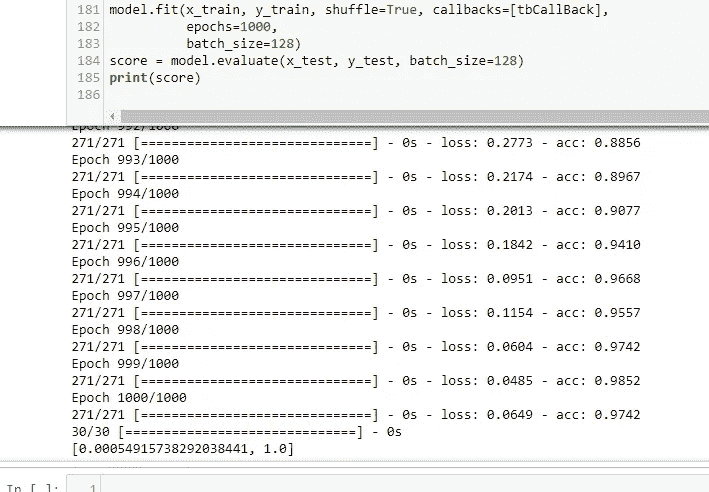 181 model.fit(x_train, y_train, shuffle=True, callbacks=[tbCallBack],
182           epochs=1000,
183           batch_size=128)
184 score = model.evaluate(x_test, y_test, batch_size=128)
185 print(score)
186
Epoch 992/1000
271/271 [==============================] - 0s - loss: 0.2773 - acc: 0.8856
Epoch 993/1000
271/271 [==============================] - 0s - loss: 0.2174 - acc: 0.8967
Epoch 994/1000
271/271 [==============================] - 0s - loss: 0.2013 - acc: 0.9077
Epoch 995/1000
271/271 [==============================] - 0s - loss: 0.1842 - acc: 0.9410
Epoch 996/1000
271/271 [==============================] - 0s - loss: 0.0951 - acc: 0.9668
Epoch 997/1000
271/271 [==============================] - 0s - loss: 0.1154 - acc: 0.9557
Epoch 998/1000
271/271 [==============================] - 0s - loss: 0.0604 - acc: 0.9742
Epoch 999/1000
271/271 [==============================] - 0s - loss: 0.0485 - acc: 0.9852
Epoch 1000/1000
271/271 [==============================] - 0s - loss: 0.0649 - acc: 0.9742
30/30 [==============================] - 0s
[0.00054915738292038441, 1.0]
In [ ]: 1